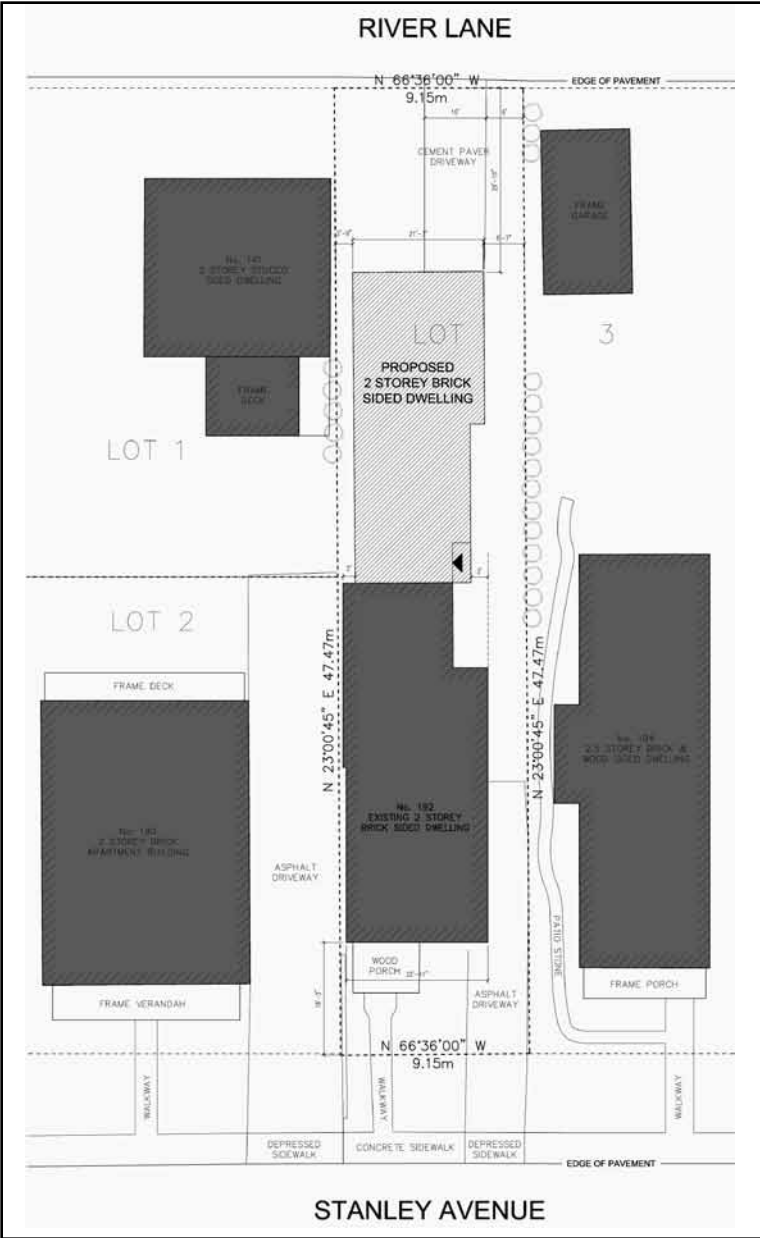 RIVER LANE
N 66°36'00" W
EDGE OF PAVEMENT
9.15m
CEMENT PAVER
DRIVEWAY
FRAME
GARAGE
No. 141
2 STOREY STUCCO
SIDED DWELLING
21'-7"
LOT
3
PROPOSED
2 STOREY BRICK
SIDED DWELLING
FRAME
DECK
LOT 1
LOT 2
FRAME DECK
N 23°00'45" E 47.47m
N 23°00'45" E 47.47m
2.5 STOREY BRICK &
WOOD SIDED DWELLING
No. 192
EXISTING 2 STOREY
BRICK SIDED DWELLING
2 STOREY BRICK
APARTMENT BUILDING
ASPHALT
DRIVEWAY
PATIO STONE
WOOD
PORCH
ASPHALT
DRIVEWAY
FRAME VERANDAH
FRAME PORCH
N 66°36'00" W
9.15m
WALKWAY
WALKWAY
WALKWAY
DEPRESSED
SIDEWALK
CONCRETE SIDEWALK
DEPRESSED
SIDEWALK
EDGE OF PAVEMENT
STANLEY AVENUE